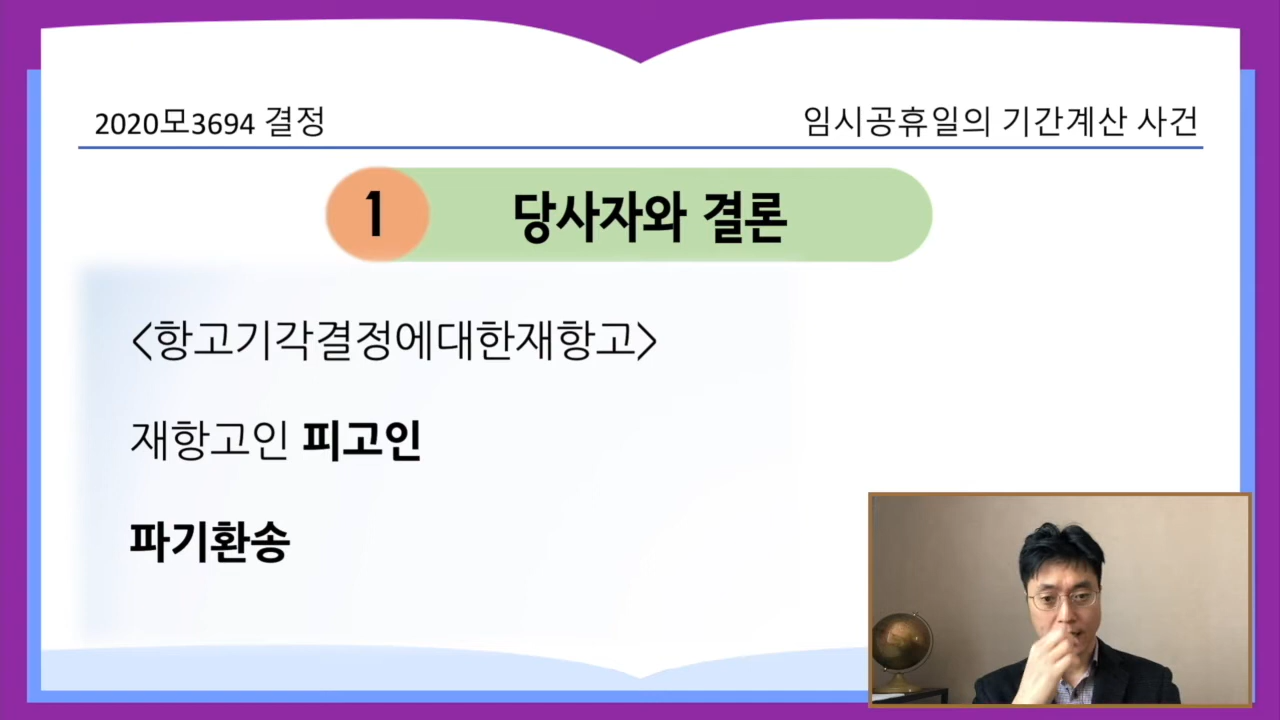 2020모3694 결정
임시공휴일의 기간계산 사건
1
당사자와 결론
<항고기각결정에대한재항고>
재항고인 피고인
파기환송